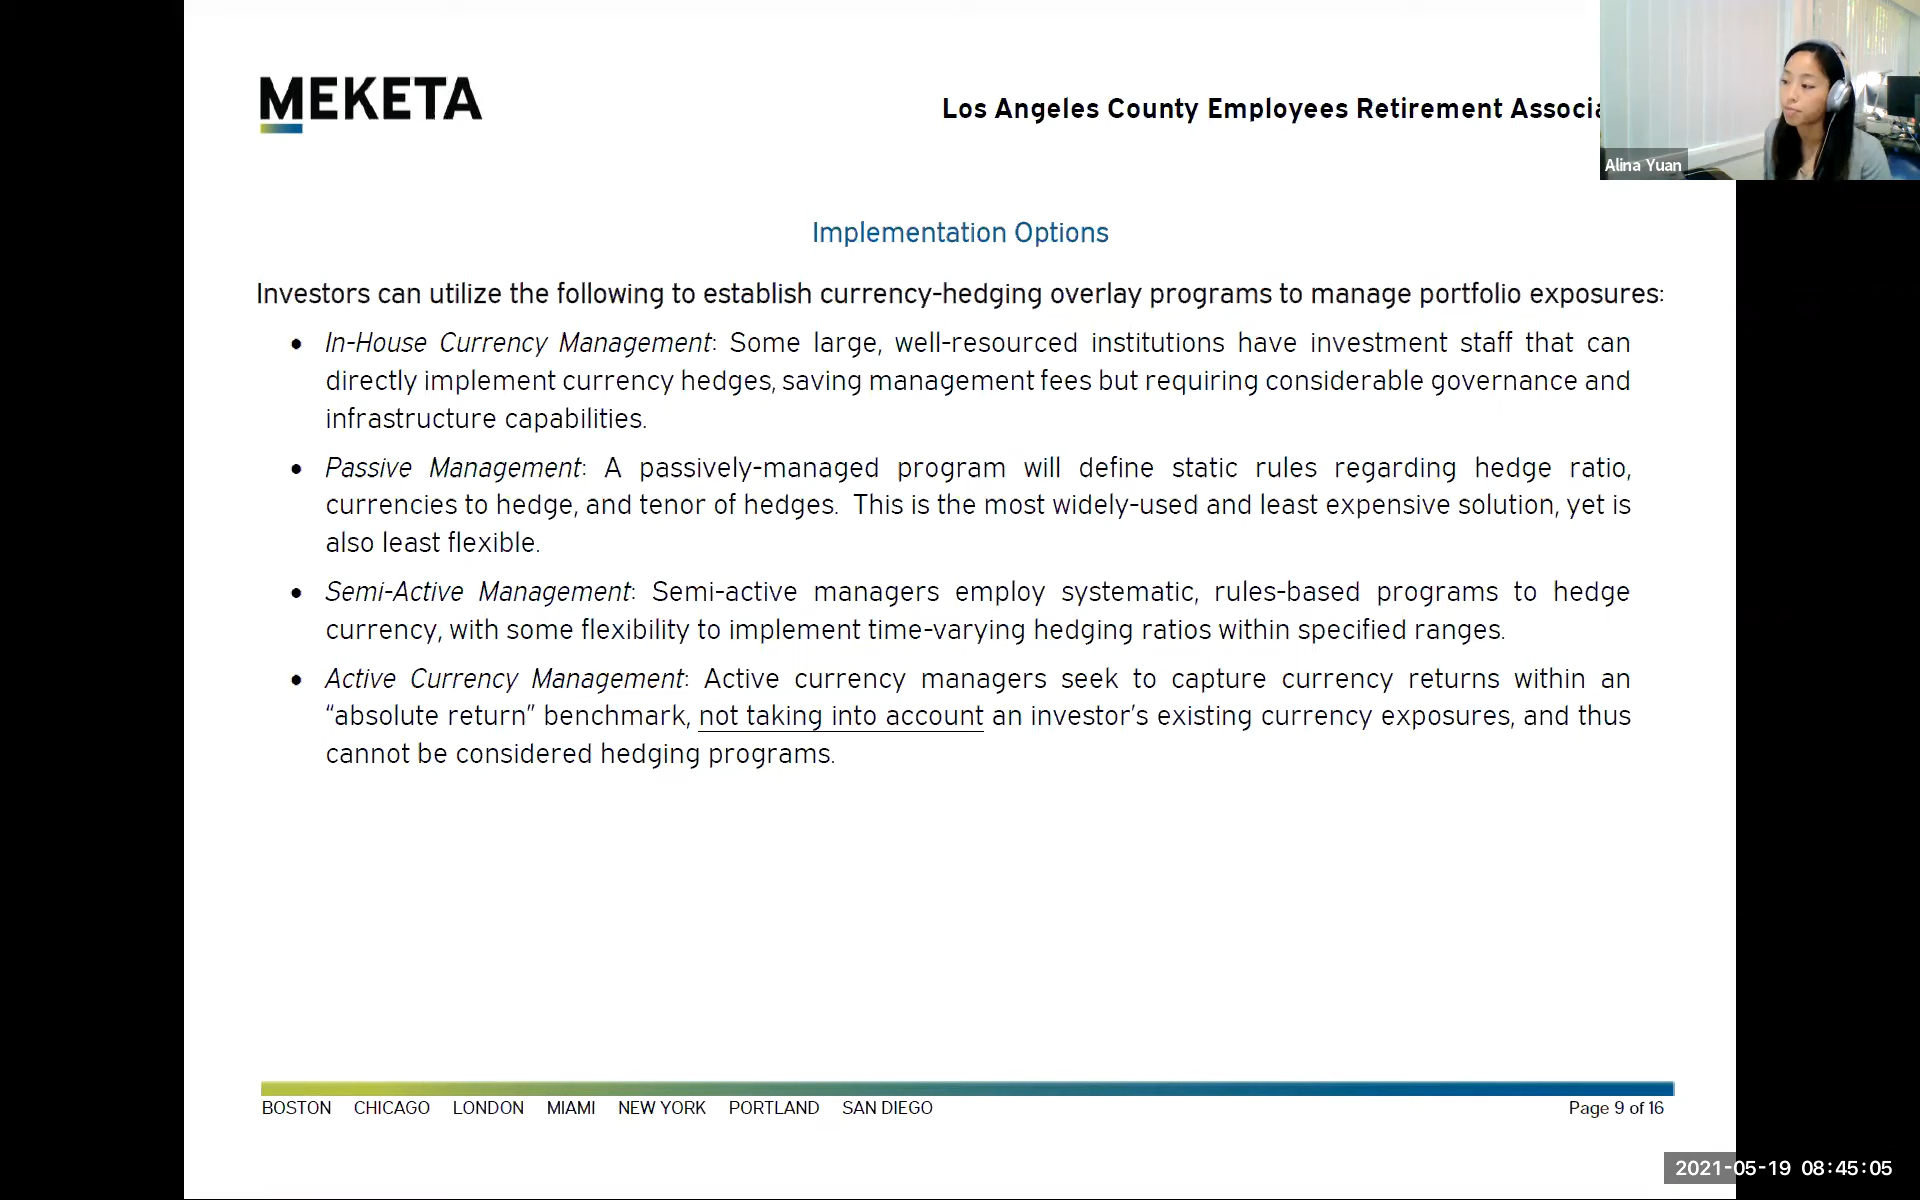 MEKETA
Los Angeles County Employees Retirement Associa
Alina Yuan
Implementation Options
Investors can utilize the following to establish currency-hedging overlay programs to manage portfolio exposures:
• In-House Currency Management: Some large, well-resourced institutions have investment staff that can
directly implement currency hedges, saving management fees but requiring considerable governance and
infrastructure capabilities.
• Passive Management: A passively-managed program will define static rules regarding hedge ratio,
currencies to hedge, and tenor of hedges. This is the most widely-used and least expensive solution, yet is
also least flexible.
• Semi-Active Management: Semi-active managers employ systematic, rules-based programs to hedge
currency, with some flexibility to implement time-varying hedging ratios within specified ranges.
• Active Currency Management: Active currency managers seek to capture currency returns within an
“absolute return” benchmark, not taking into account an investor’s existing currency exposures, and thus
cannot be considered hedging programs.
BOSTON CHICAGO LONDON MIAMI NEW YORK PORTLAND SAN DIEGO
Page 9 of 16
2021-05-19 08:45:05